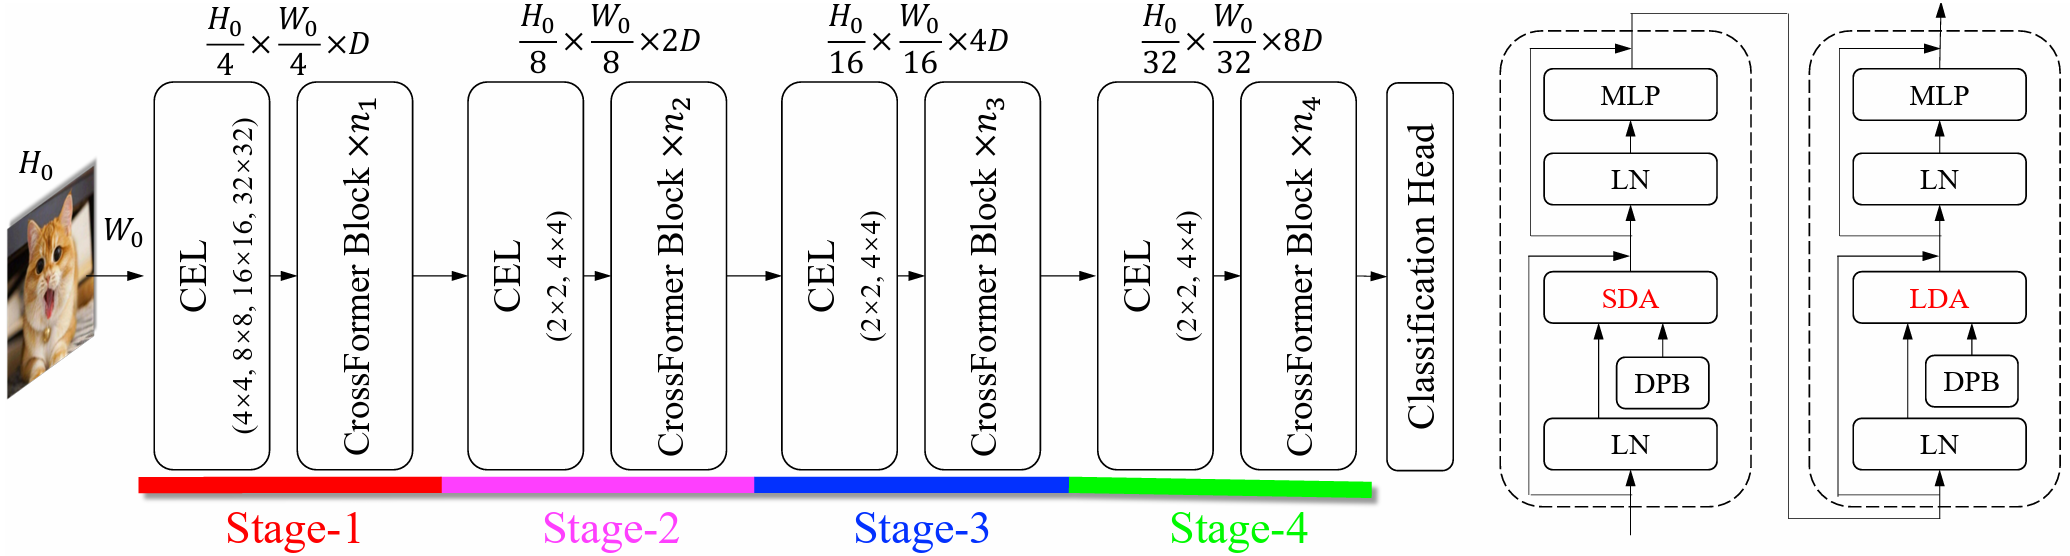 H₀/4 × W₀/4 × D
H₀/8 × W₀/8 × 2D
H₀/16 × W₀/16 × 4D
H₀/32 × W₀/32 × 8D
H₀
W₀
CEL
(4×4, 8×8, 16×16, 32×32)
CrossFormer Block ×n₁
CEL
(2×2, 4×4)
CrossFormer Block ×n₂
CEL
(2×2, 4×4)
CrossFormer Block ×n₃
CEL
(2×2, 4×4)
CrossFormer Block ×n₄
Classification Head
Stage-1
Stage-2
Stage-3
Stage-4
MLP
LN
SDA
DPB
LN
MLP
LN
LDA
DPB
LN